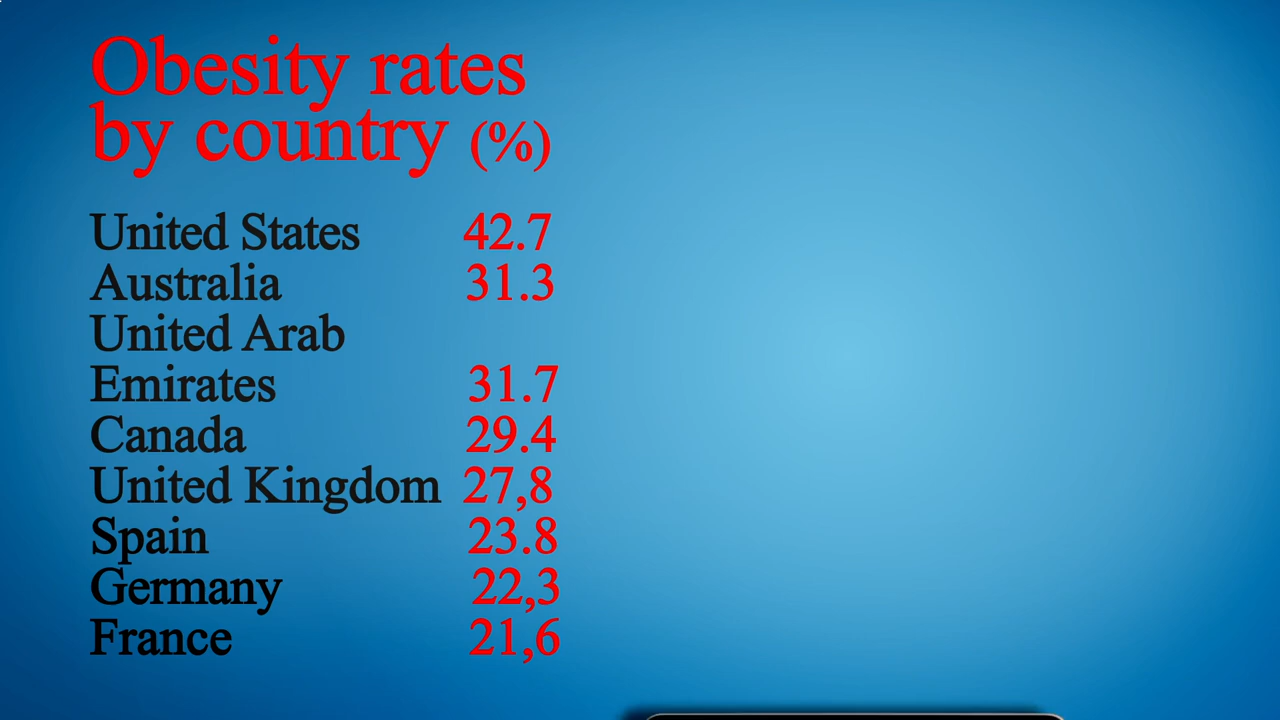 Obesity rates
by country (%)
United States 42.7
Australia 31.3
United Arab
Emirates 31.7
Canada 29.4
United Kingdom 27,8
Spain 23.8
Germany 22,3
France 21,6